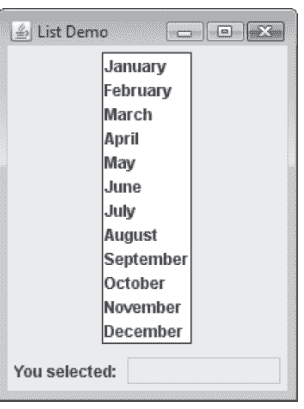 List Demo
January
February
March
April
May
June
July
August
September
October
November
December
You selected: